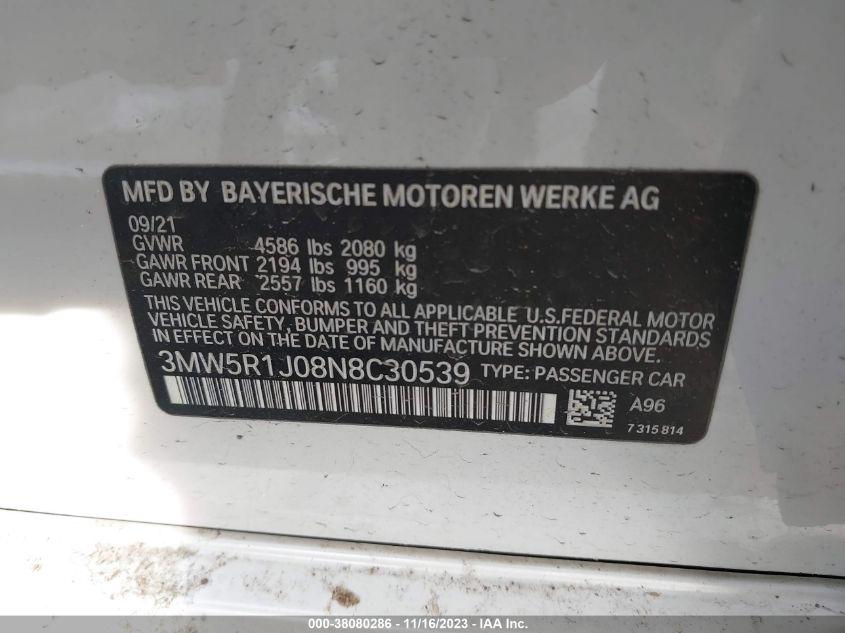 MFD BY BAYERISCHE MOTOREN WERKE AG
09/21
GVWR 4586 lbs 2080 kg
GAWR FRONT 2194 lbs 995 kg
GAWR REAR 2557 lbs 1160 kg
THIS VEHICLE CONFORMS TO ALL APPLICABLE U.S.FEDERAL MOTOR
VEHICLE SAFETY, BUMPER AND THEFT PREVENTION STANDARDS
IN EFFECT ON THE DATE OF MANUFACTURE SHOWN ABOVE.
3MW5R1J08N8C30539 TYPE: PASSENGER CAR
A96
7 315 814
000-38080286 - 11/16/2023 - IAA Inc.